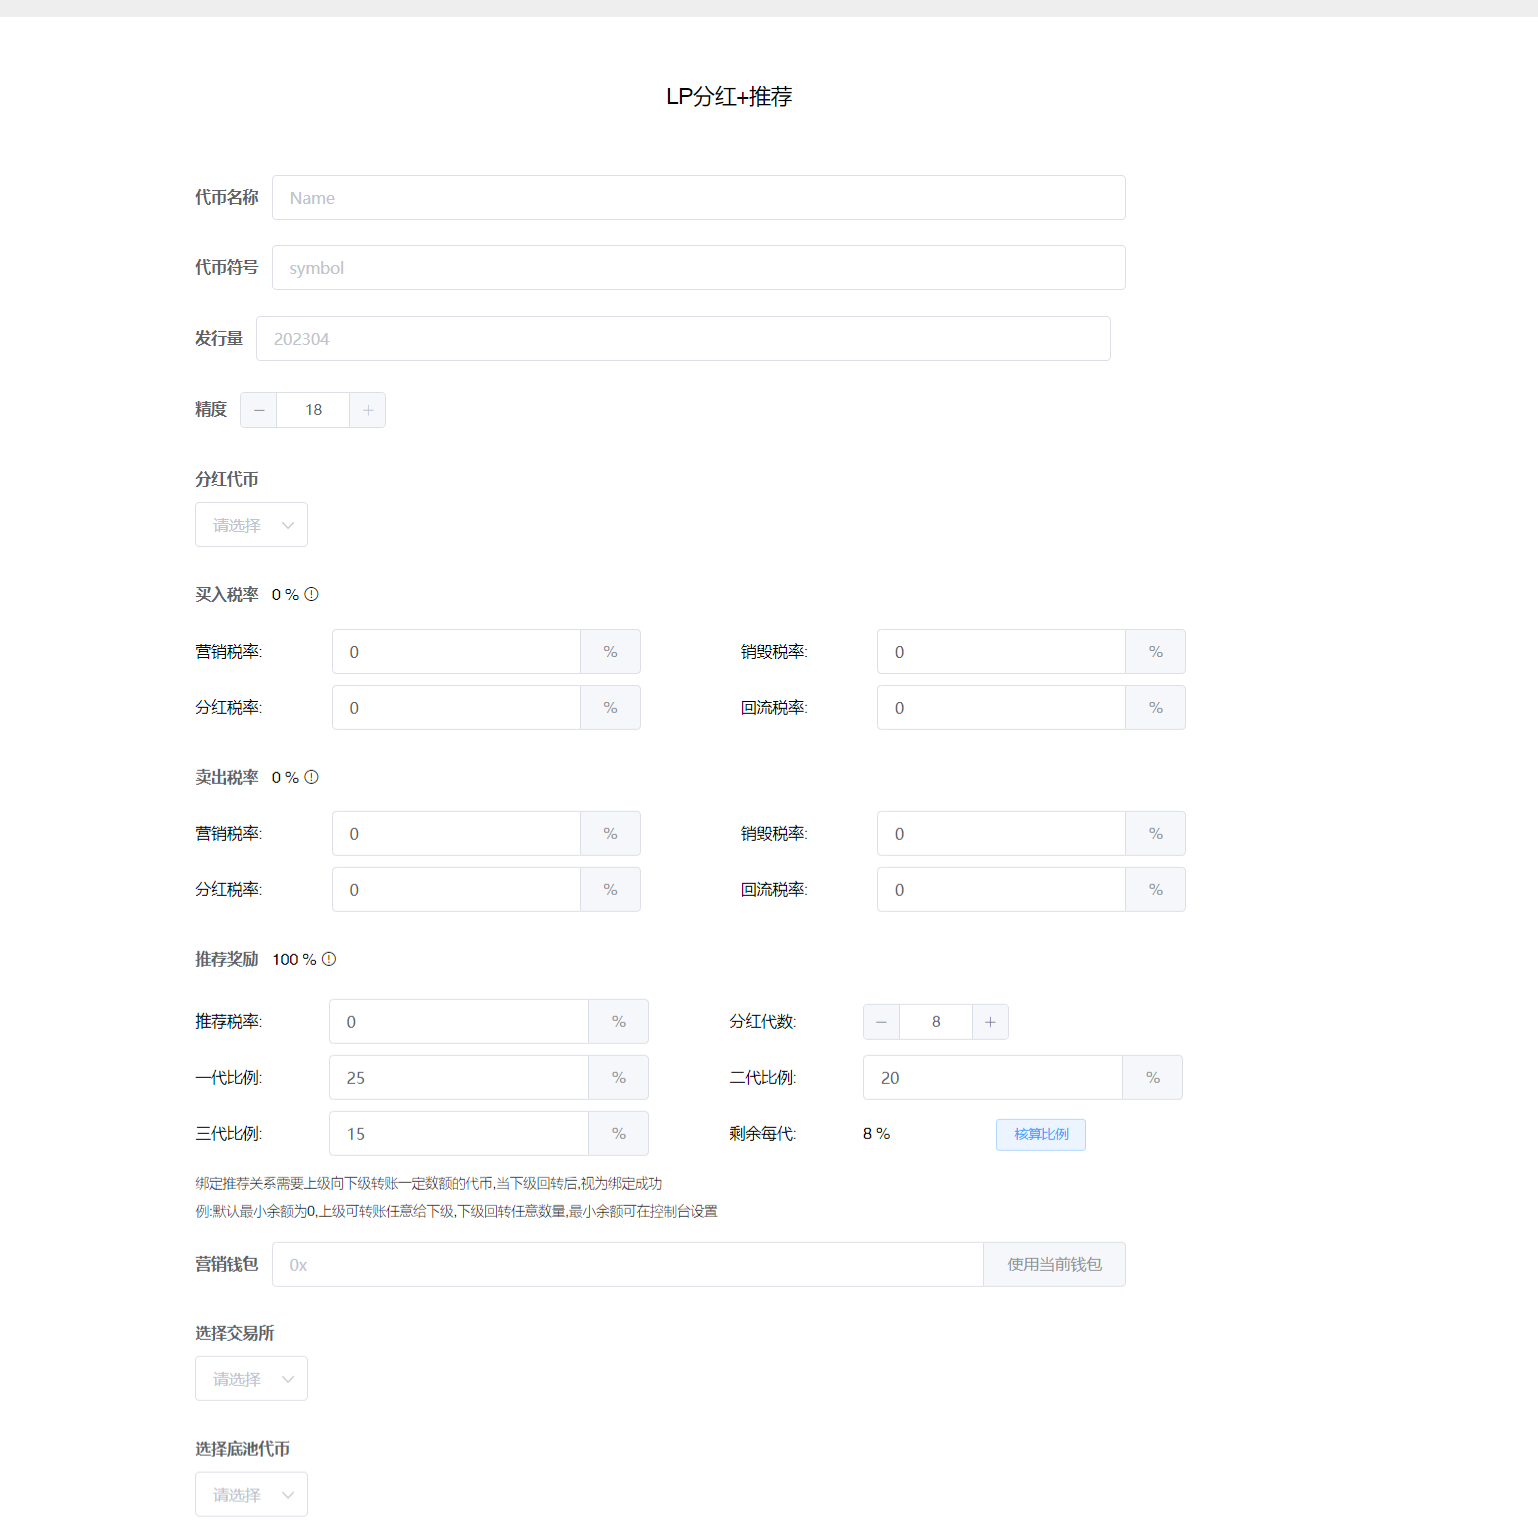 LP分红+推荐
代币名称 Name
代币符号 symbol
发行量 202304
精度 18
分红代币
请选择
买入税率 0 %
营销税率: 0 % 销毁税率: 0 %
分红税率: 0 % 回流税率: 0 %
卖出税率 0 %
营销税率: 0 % 销毁税率: 0 %
分红税率: 0 % 回流税率: 0 %
推荐奖励 100 %
推荐税率: 0 % 分红代数: 8
一代比例: 25 % 二代比例: 20 %
三代比例: 15 % 剩余每代: 8 % 核算比例
绑定推荐关系需要上级向下级转账一定数额的代币,当下级回转后,视为绑定成功
例:默认最小余额为0,上级可转账任意给下级,下级回转任意数量,最小余额可在控制台设置
营销钱包 0x 使用当前钱包
选择交易所
请选择
选择底池代币
请选择